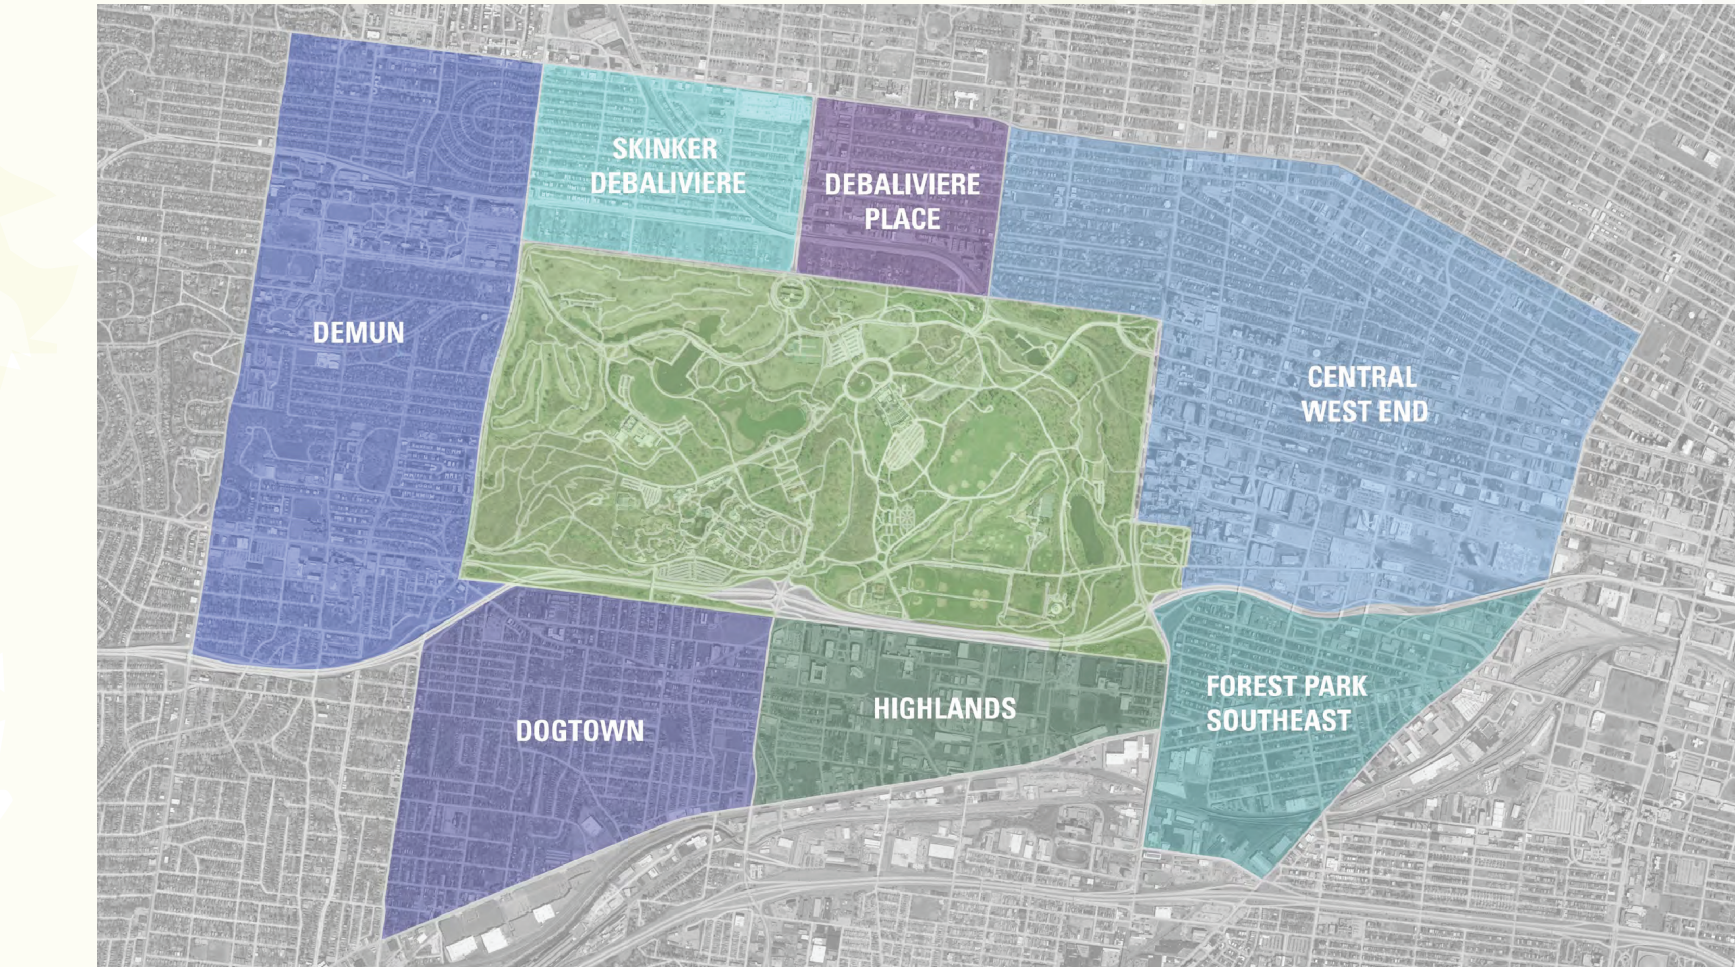 SKINKER
DEBALIVIERE
DEBALIVIERE
PLACE
DEMUN
CENTRAL
WEST END
FOREST PARK
SOUTHEAST
HIGHLANDS
DOGTOWN